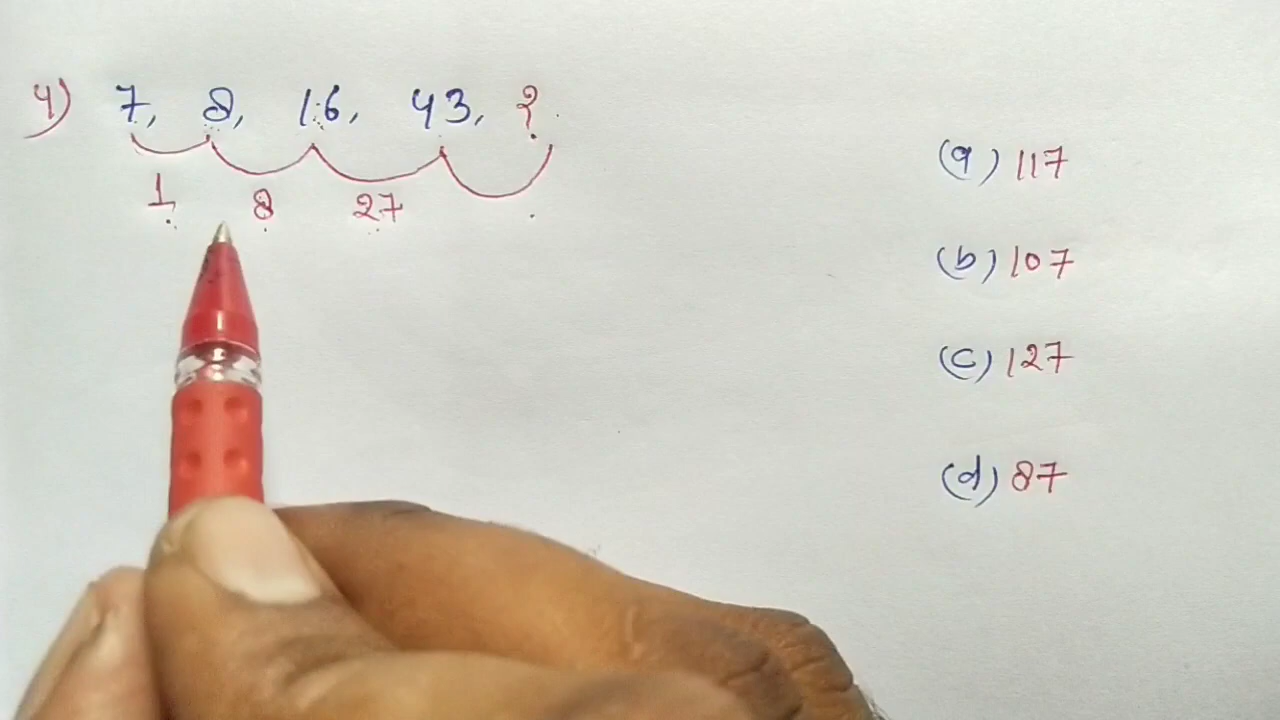 4) 7, 8, 16, 43, ?
1 8 27
(a) 117
(b) 107
(c) 127
(d) 87